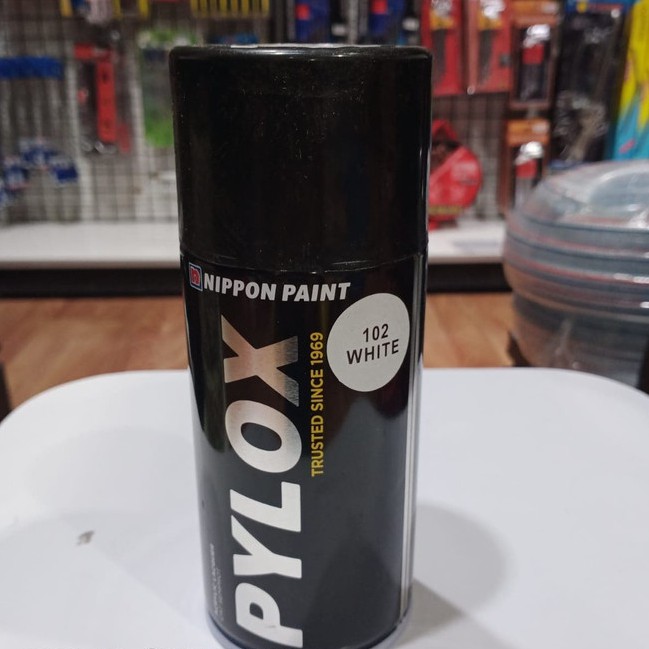 NIPPON PAINT
102
WHITE
PYLOX
TRUSTED SINCE 1969